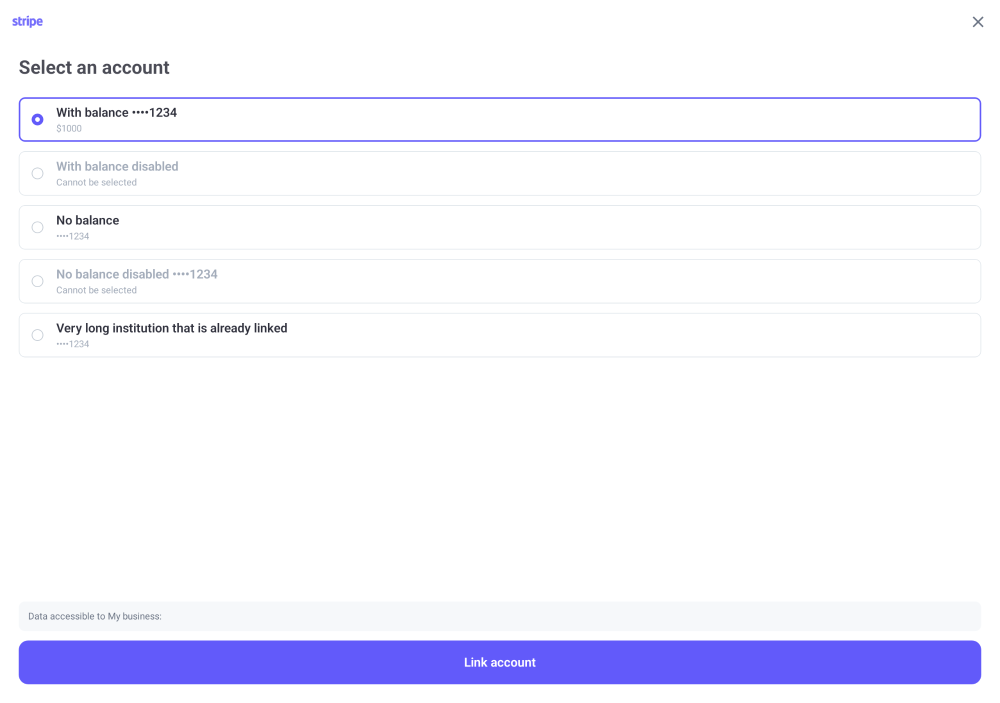 stripe
Select an account
With balance ••••1234
$1000
With balance disabled
Cannot be selected
No balance
••••1234
No balance disabled ••••1234
Cannot be selected
Very long institution that is already linked
••••1234
Data accessible to My business:
Link account